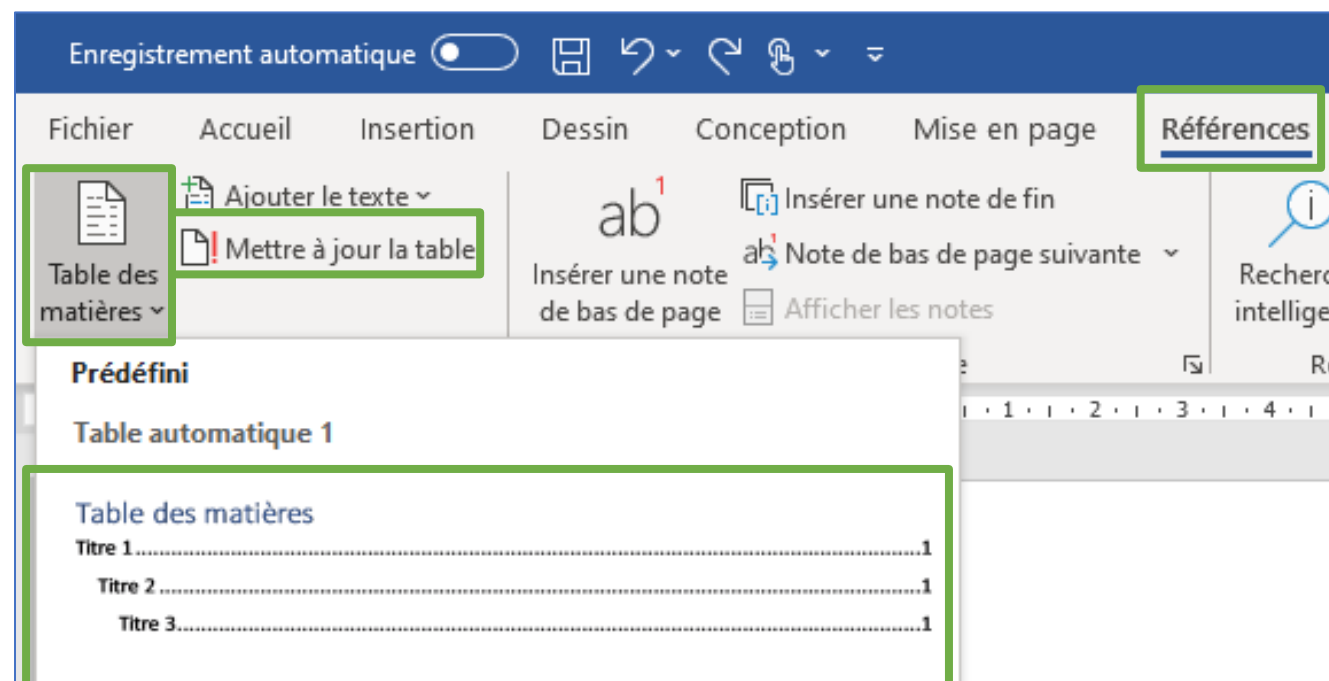 Enregistrement automatique
Fichier Accueil Insertion Dessin Conception Mise en page Références
Table des
matières
Ajouter le texte
Mettre à jour la table
ab1
Insérer une note
de bas de page
Insérer une note de fin
ab1 Note de bas de page suivante
Afficher les notes
Prédéfini
Table automatique 1
1 2 3 4
Table des matières
Titre 1..........1
Titre 2..........1
Titre 3..........1